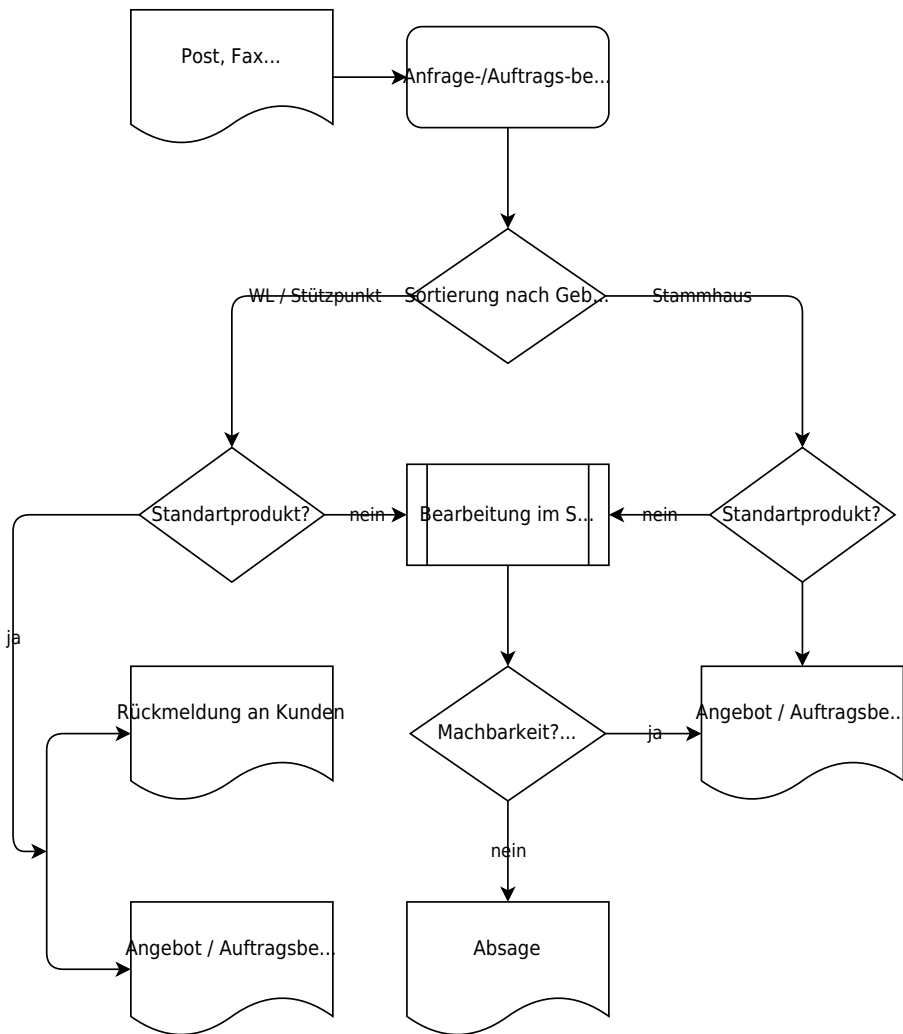 Post, Fax...
Anfrage-/Auftrags-be...
Sortierung nach Geb...
WL / Stützpunkt
Stammhaus
Standartprodukt?
nein
Bearbeitung im S...
nein
Standartprodukt?
ja
Rückmeldung an Kunden
Machbarkeit?...
ja
Angebot / Auftragsbe...
nein
Angebot / Auftragsbe...
Absage